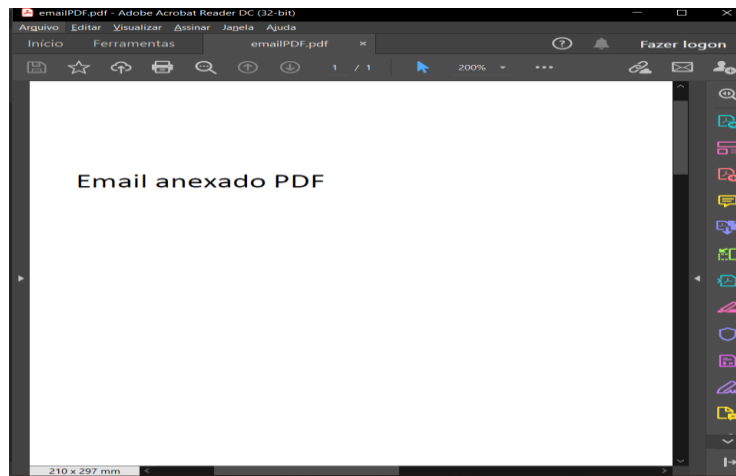 emailPDF.pdf - Adobe Acrobat Reader DC (32-bit)
Arquivo Editar Visualizar Assinar Janela Ajuda
Início Ferramentas emailPDF.pdf × Fazer logon
1 / 1 200%
Email anexado PDF
210 x 297 mm